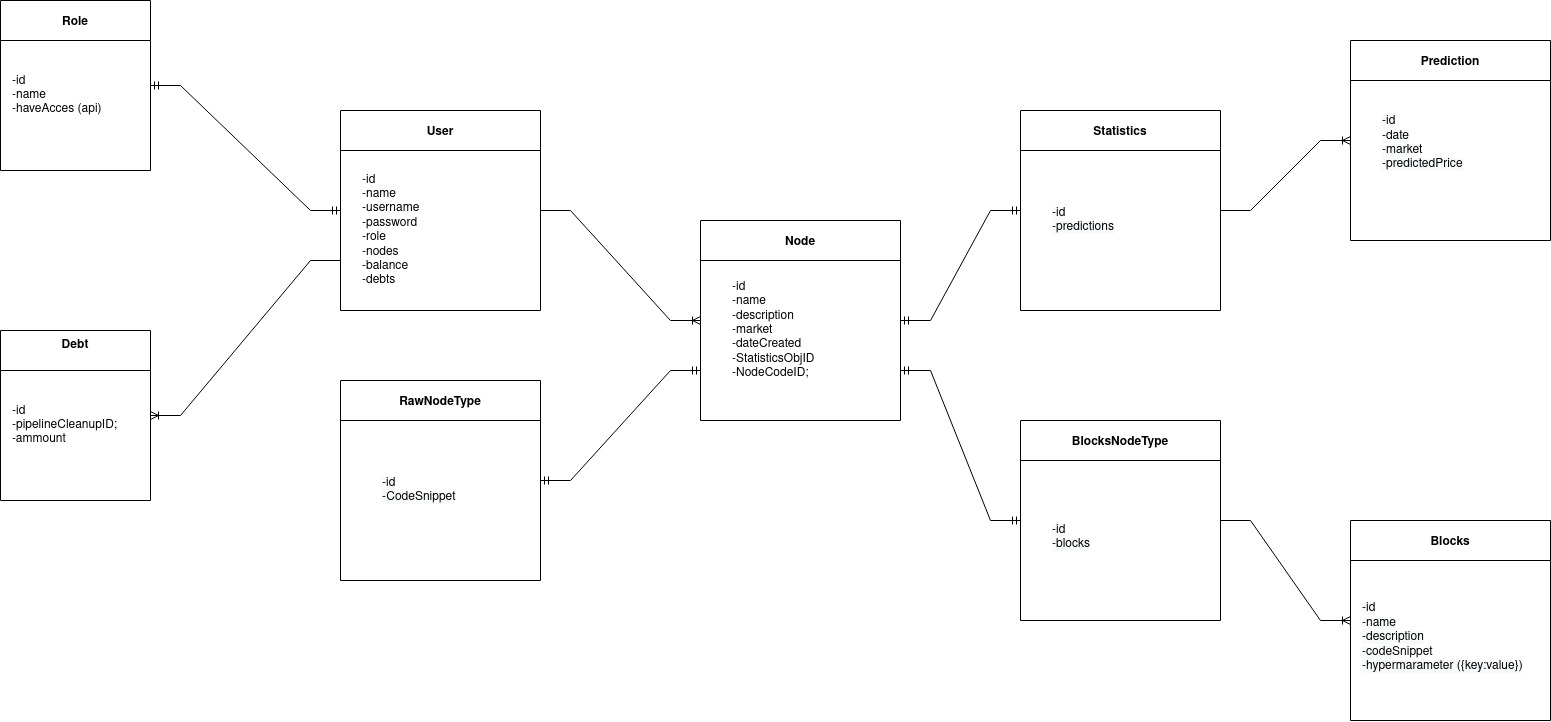 Role
-id
-name
-haveAcces (api)
User
-id
-name
-username
-password
-role
-nodes
-balance
-debts
Debt
-id
-pipelineCleanupID;
-ammount
RawNodeType
-id
-CodeSnippet
Node
-id
-name
-description
-market
-dateCreated
-StatisticsObjID
-NodeCodeID;
Statistics
-id
-predictions
Prediction
-id
-date
-market
-predictedPrice
BlocksNodeType
-id
-blocks
Blocks
-id
-name
-description
-codeSnippet
-hypermarameter ({key:value})